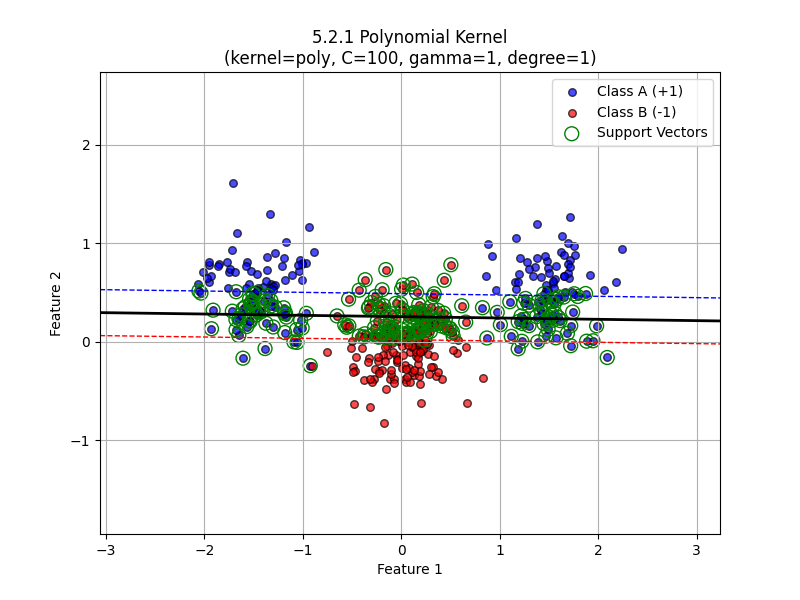 5.2.1 Polynomial Kernel
(kernel=poly, C=100, gamma=1, degree=1)
Class A (+1)
Class B (-1)
Support Vectors
Feature 2
2
1
0
−1
−3
−2
−1
0
1
2
3
Feature 1